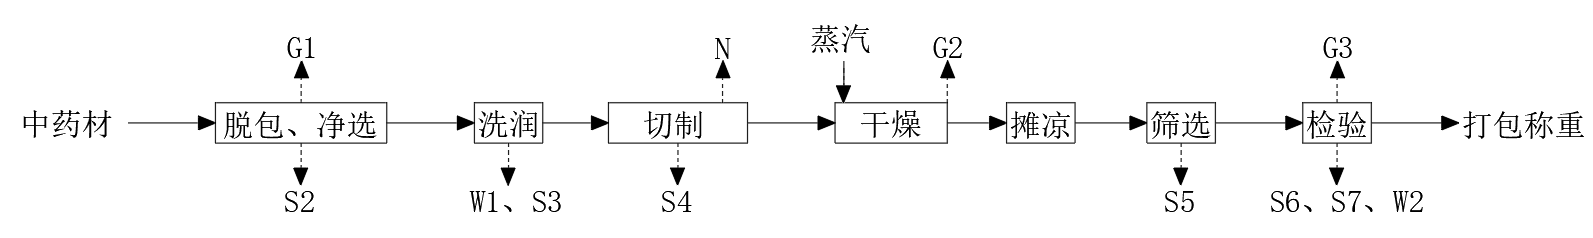 G1 N 蒸汽 G2 G3
中药材 脱包、净选 洗润 切制 干燥 摊凉 筛选 检验 打包称重
S2 W1、S3 S4 S5 S6、S7、W2